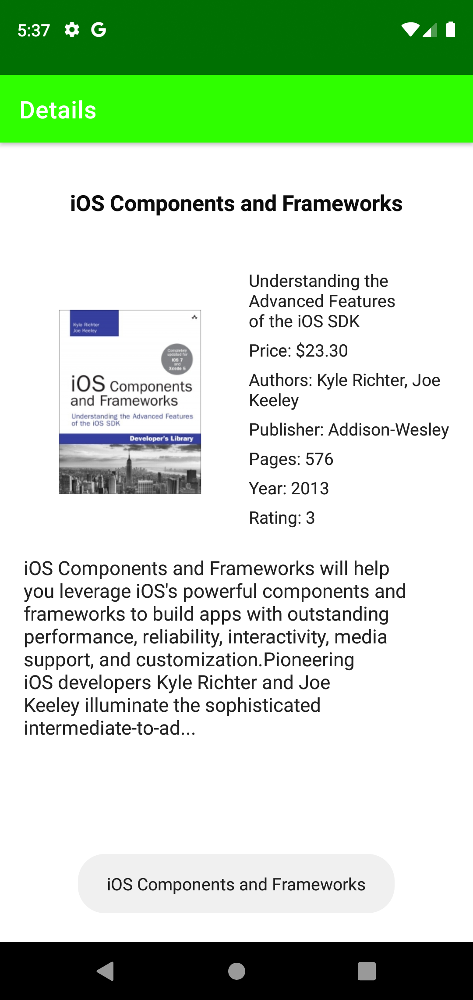 5:37
Details
iOS Components and Frameworks
Kyle Richter
Joe Keeley
Completely
updated for
iOS 7
and
Xcode 5
iOS Components
and Frameworks
Understanding the Advanced Features
of the iOS SDK
Developer's Library
Understanding the
Advanced Features
of the iOS SDK
Price: $23.30
Authors: Kyle Richter, Joe
Keeley
Publisher: Addison-Wesley
Pages: 576
Year: 2013
Rating: 3
iOS Components and Frameworks will help
you leverage iOS's powerful components and
frameworks to build apps with outstanding
performance, reliability, interactivity, media
support, and customization.Pioneering
iOS developers Kyle Richter and Joe
Keeley illuminate the sophisticated
intermediate-to-ad...
iOS Components and Frameworks